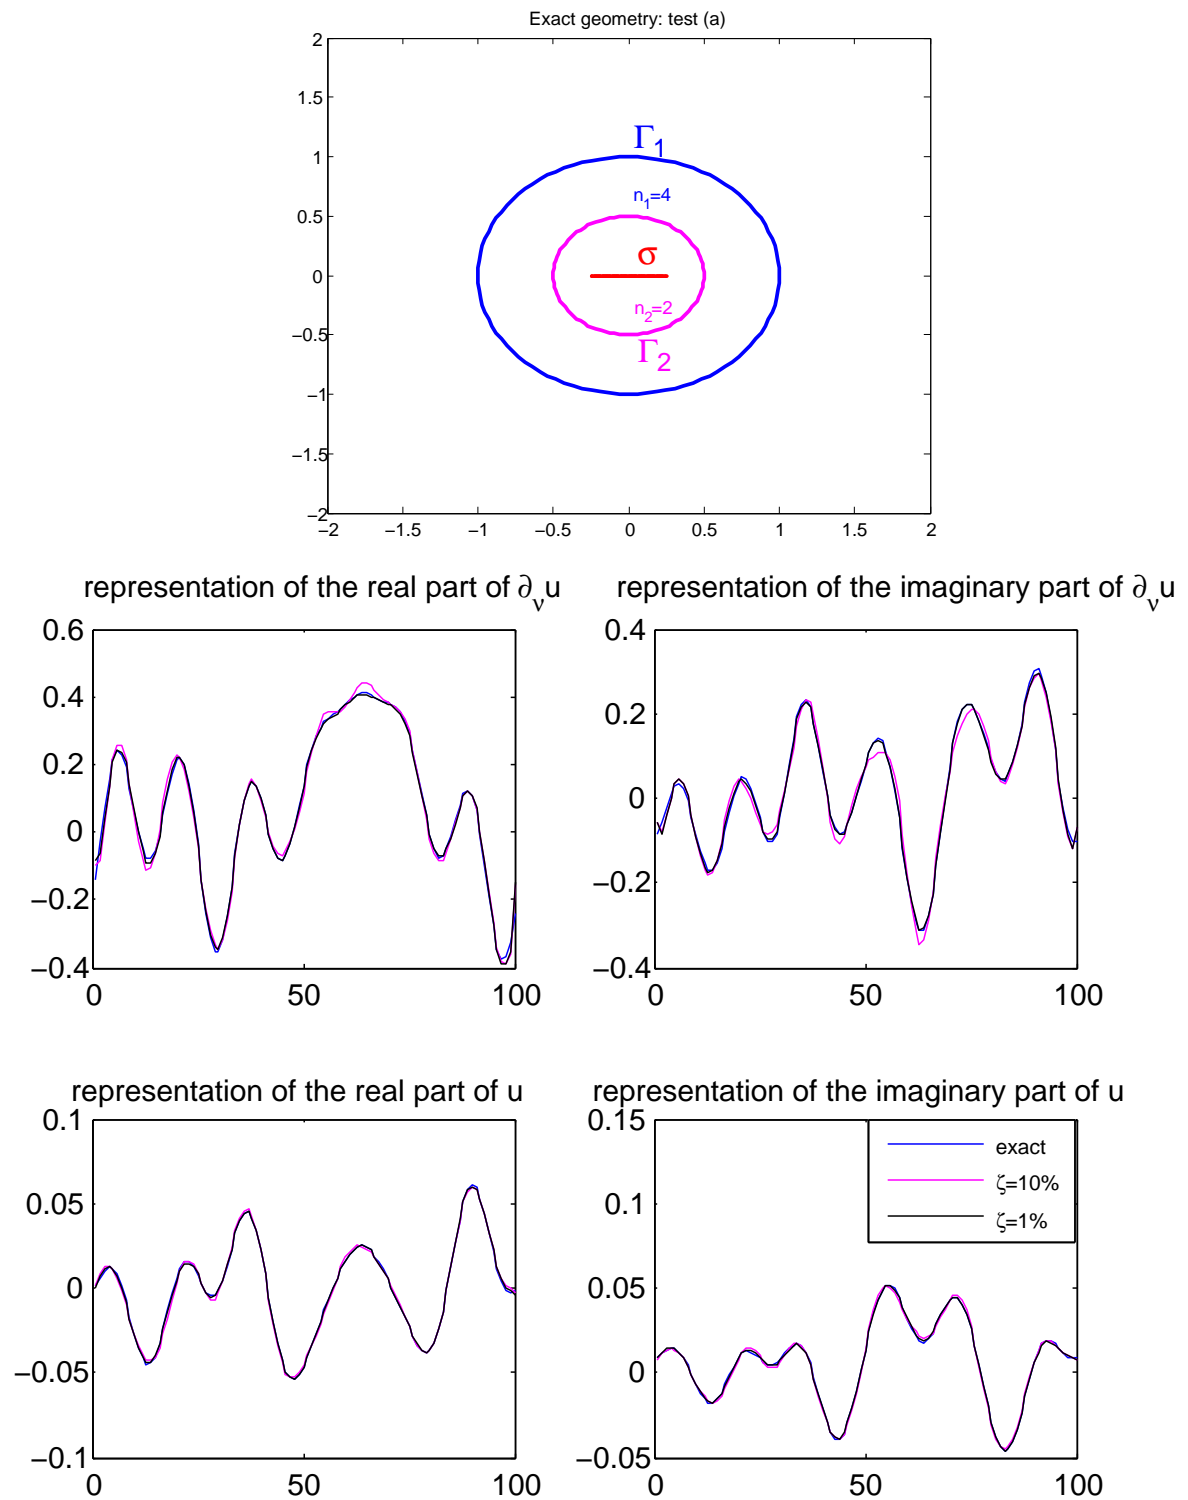 Exact geometry: test (a)
2
1.5
1
0.5
0
−0.5
−1
−1.5
−2
Γ1
n1=4
σ
n2=2
Γ2
−2 −1.5 −1 −0.5 0 0.5 1 1.5 2
representation of the real part of ∂νu
representation of the imaginary part of ∂νu
0.6
0.4
0.2
0
−0.2
−0.4
0 50 100
0.4
0.2
0
−0.2
−0.4
0 50 100
representation of the real part of u
representation of the imaginary part of u
0.1
0.05
0
−0.05
−0.1
0 50 100
0.15
0.1
0.05
0
−0.05
0 50 100
exact
ζ=10%
ζ=1%